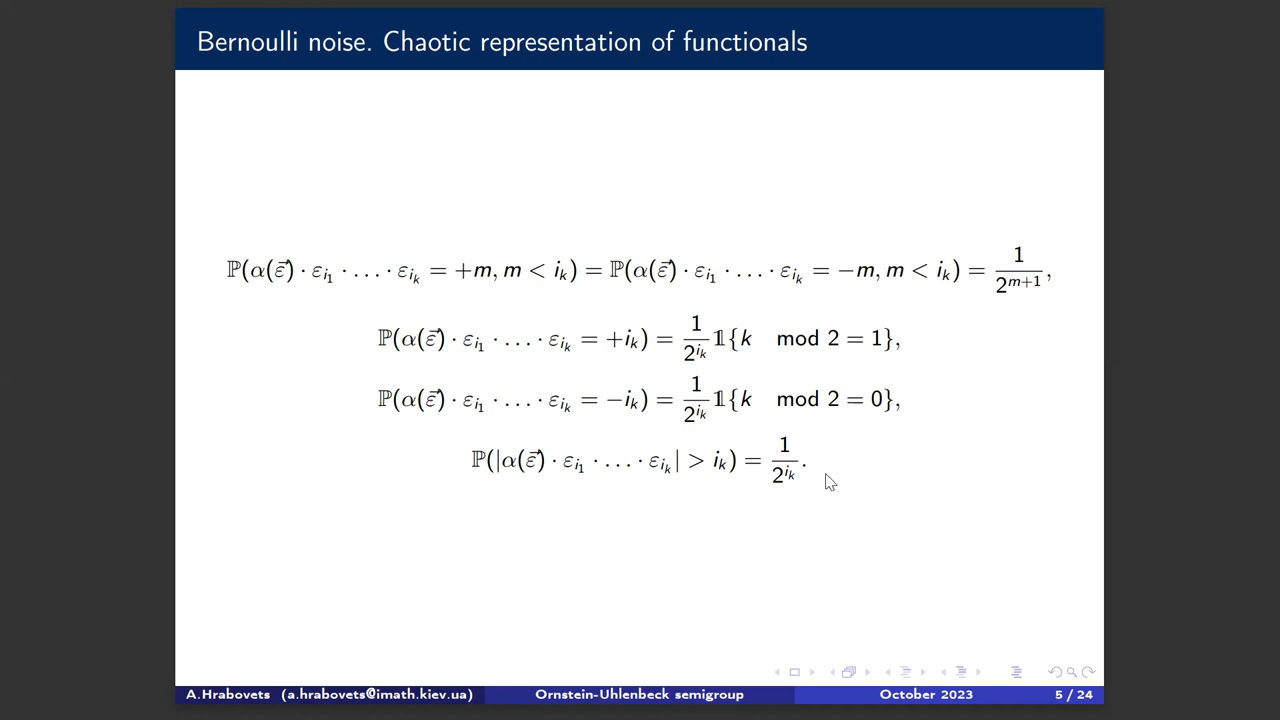 Bernoulli noise. Chaotic representation of functionals
ℙ(α(ε⃗) · ε_{i_1} · … · ε_{i_k} = +m, m < i_k) = ℙ(α(ε⃗) · ε_{i_1} · … · ε_{i_k} = −m, m < i_k) = 1/2^{m+1},
ℙ(α(ε⃗) · ε_{i_1} · … · ε_{i_k} = +i_k) = 1/2^{i_k} 𝟙{k mod 2 = 1},
ℙ(α(ε⃗) · ε_{i_1} · … · ε_{i_k} = −i_k) = 1/2^{i_k} 𝟙{k mod 2 = 0},
ℙ(|α(ε⃗) · ε_{i_1} · … · ε_{i_k}| > i_k) = 1/2^{i_k}.
A.Hrabovets (a.hrabovets@imath.kiev.ua) Ornstein-Uhlenbeck semigroup October 2023 5 / 24